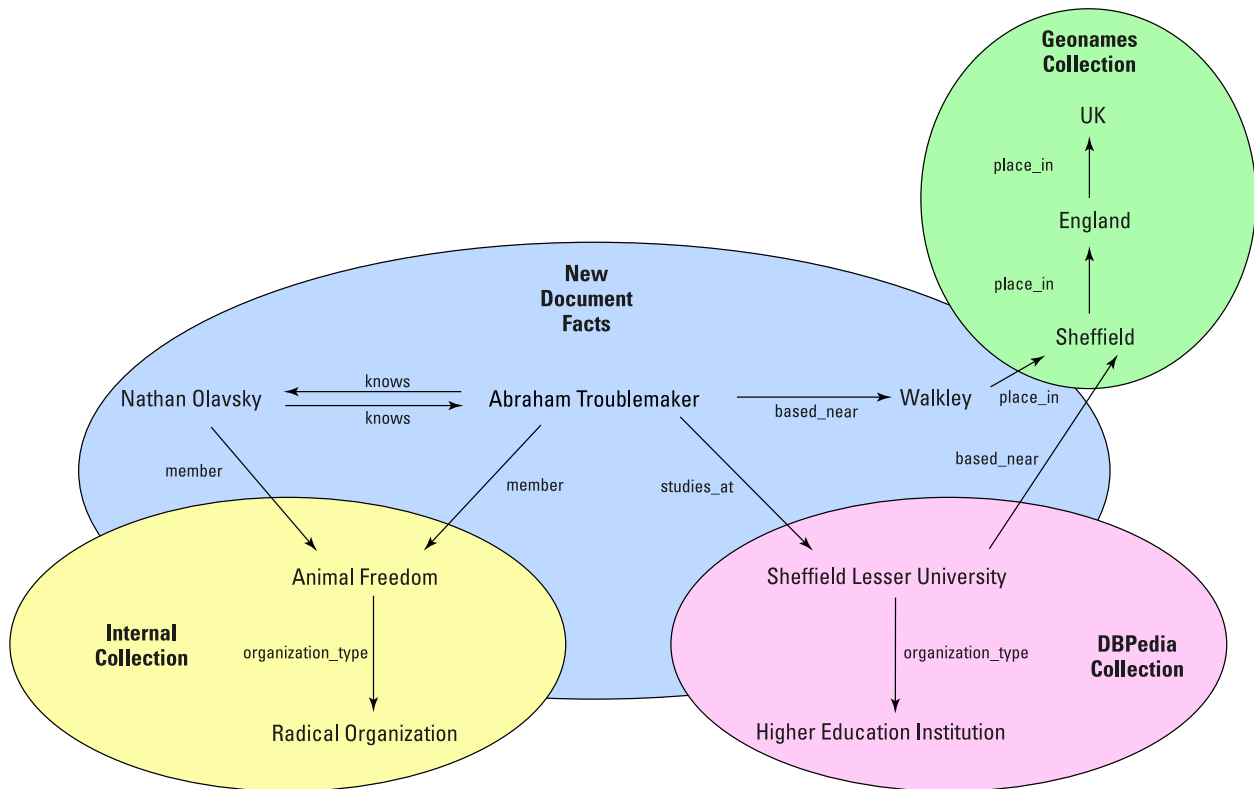 Geonames
Collection
UK
place_in
England
place_in
Sheffield
New
Document
Facts
knows
Nathan Olavsky
Abraham Troublemaker
Walkley
place_in
knows
based_near
member
member
studies_at
based_near
Animal Freedom
Sheffield Lesser University
Internal
Collection
organization_type
organization_type
DBPedia
Collection
Radical Organization
Higher Education Institution